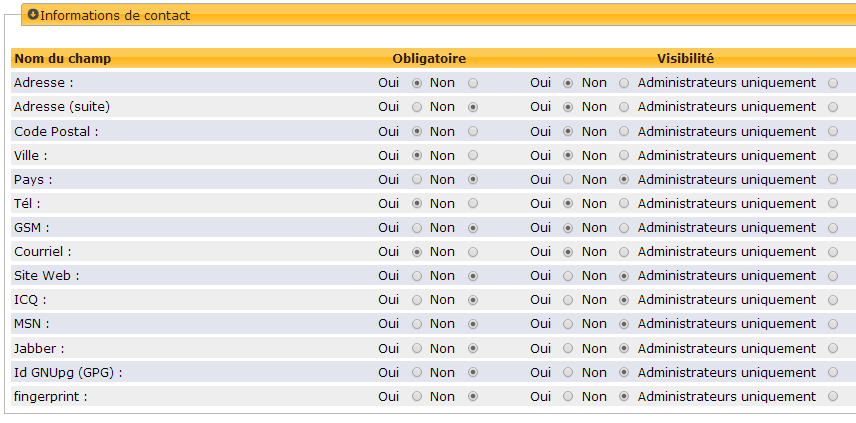 Informations de contact
Nom du champ Obligatoire Visibilité
Adresse : Oui Non Oui Non Administrateurs uniquement
Adresse (suite) Oui Non Oui Non Administrateurs uniquement
Code Postal : Oui Non Oui Non Administrateurs uniquement
Ville : Oui Non Oui Non Administrateurs uniquement
Pays : Oui Non Oui Non Administrateurs uniquement
Tél : Oui Non Oui Non Administrateurs uniquement
GSM : Oui Non Oui Non Administrateurs uniquement
Courriel : Oui Non Oui Non Administrateurs uniquement
Site Web : Oui Non Oui Non Administrateurs uniquement
ICQ : Oui Non Oui Non Administrateurs uniquement
MSN : Oui Non Oui Non Administrateurs uniquement
Jabber : Oui Non Oui Non Administrateurs uniquement
Id GNUpg (GPG) : Oui Non Oui Non Administrateurs uniquement
fingerprint : Oui Non Oui Non Administrateurs uniquement